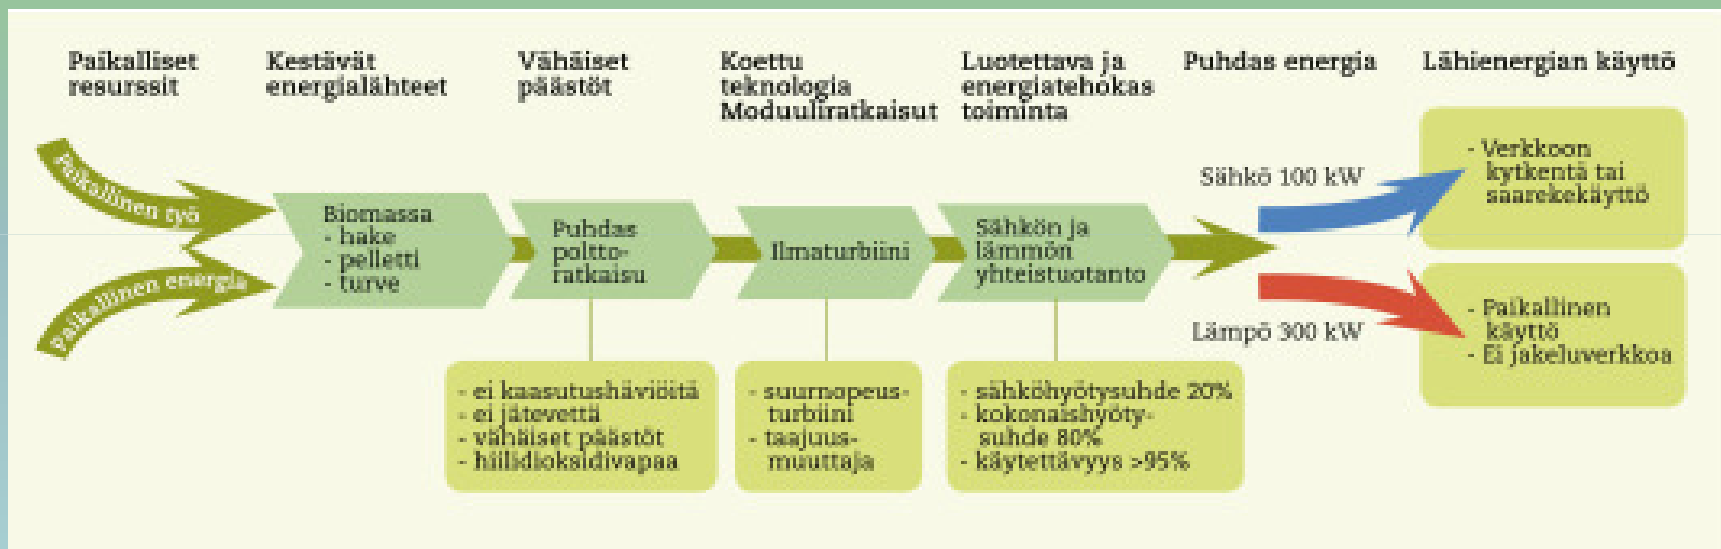 Paikalliset
resurssit
Kestävät
energialähteet
Vähäiset
päästöt
Koettu
teknologia
Moduuliratkaisut
Luotettava ja
energiatehokas
toiminta
Puhdas energia
Lähienergian käyttö
Paikallinen työ
Paikallinen energia
Biomassa
- hake
- pelletti
- turve
Puhdas
poltto-
ratkaisu
Ilmaturbiini
Sähkön ja
lämmön
yhteistuotanto
Sähkö 100 kW
Lämpö 300 kW
- Verkkoon
kytkentä tai
saarekekäyttö
- Paikallinen
käyttö
- Ei jakeluverkkoa
- ei kaasutushäviöitä
- ei jätevettä
- vähäiset päästöt
- hiilidioksidivapaa
- suurnopeus-
turbiini
- taajuus-
muuttaja
- sähköhyötysuhde 20%
- kokonaishyöty-
suhde 80%
- käytettävyys >95%